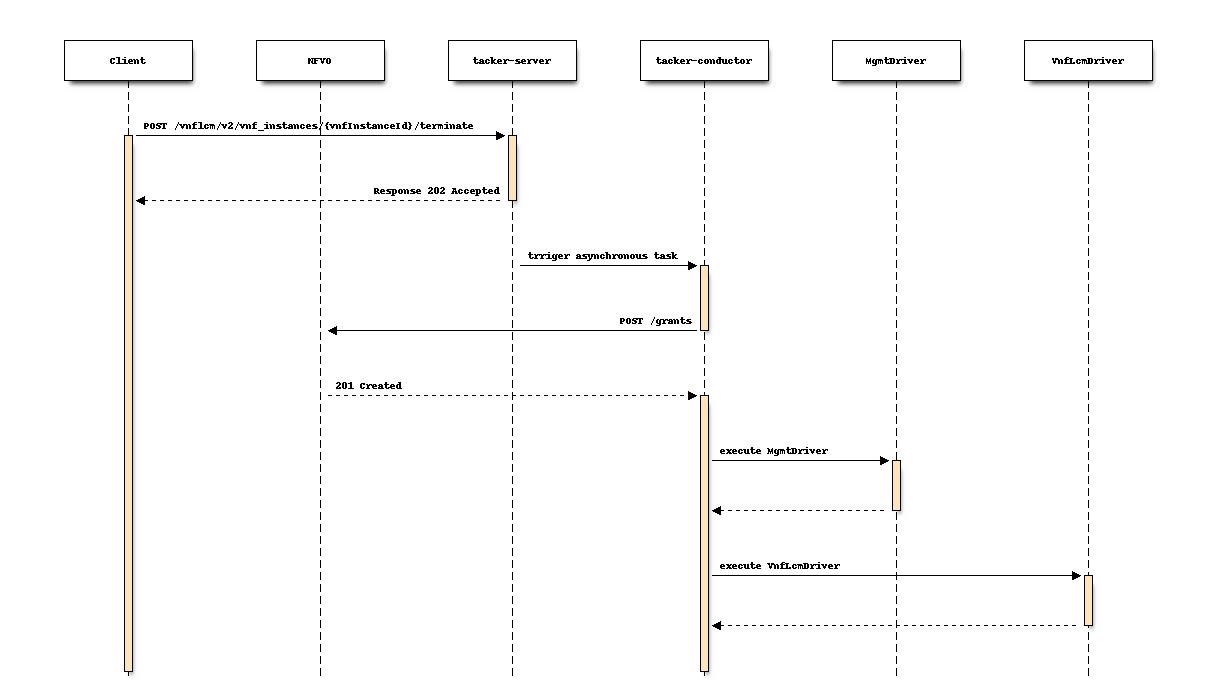 Client
NFVO
tacker-server
tacker-conductor
MgmtDriver
VnfLcmDriver
POST /vnflcm/v2/vnf_instances/{vnfInstanceId}/terminate
Response 202 Accepted
trriger asynchronous task
POST /grants
201 Created
execute MgmtDriver
execute VnfLcmDriver